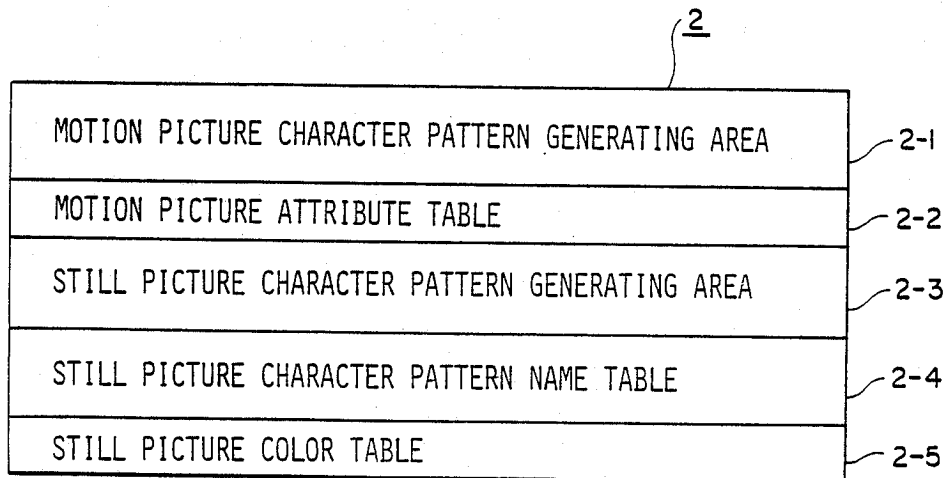 2
MOTION PICTURE CHARACTER PATTERN GENERATING AREA
2-1
MOTION PICTURE ATTRIBUTE TABLE
2-2
STILL PICTURE CHARACTER PATTERN GENERATING AREA
2-3
STILL PICTURE CHARACTER PATTERN NAME TABLE
2-4
STILL PICTURE COLOR TABLE
2-5